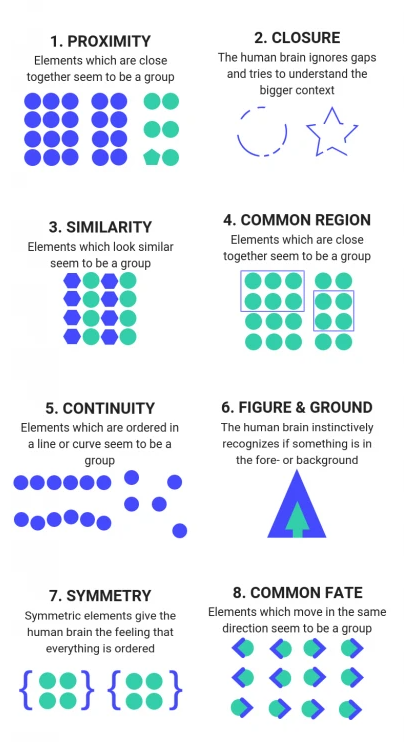 1. PROXIMITY
Elements which are close
together seem to be a group
2. CLOSURE
The human brain ignores gaps
and tries to understand the
bigger context
3. SIMILARITY
Elements which look similar
seem to be a group
4. COMMON REGION
Elements which are close
together seem to be a group
5. CONTINUITY
Elements which are ordered in
a line or curve seem to be a
group
6. FIGURE & GROUND
The human brain instinctively
recognizes if something is in
the fore- or background
7. SYMMETRY
Symmetric elements give the
human brain the feeling that
everything is ordered
8. COMMON FATE
Elements which move in the same
direction seem to be a group